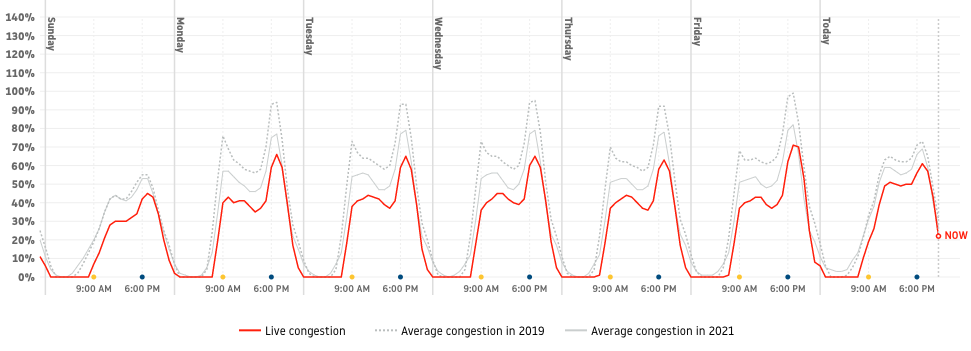 140%
130%
120%
110%
100%
90%
80%
70%
60%
50%
40%
30%
20%
10%
0%
Sunday
Monday
Tuesday
Wednesday
Thursday
Friday
Today
NOW
9:00 AM 6:00 PM 9:00 AM 6:00 PM 9:00 AM 6:00 PM 9:00 AM 6:00 PM 9:00 AM 6:00 PM 9:00 AM 6:00 PM 9:00 AM 6:00 PM
Live congestion Average congestion in 2019 Average congestion in 2021